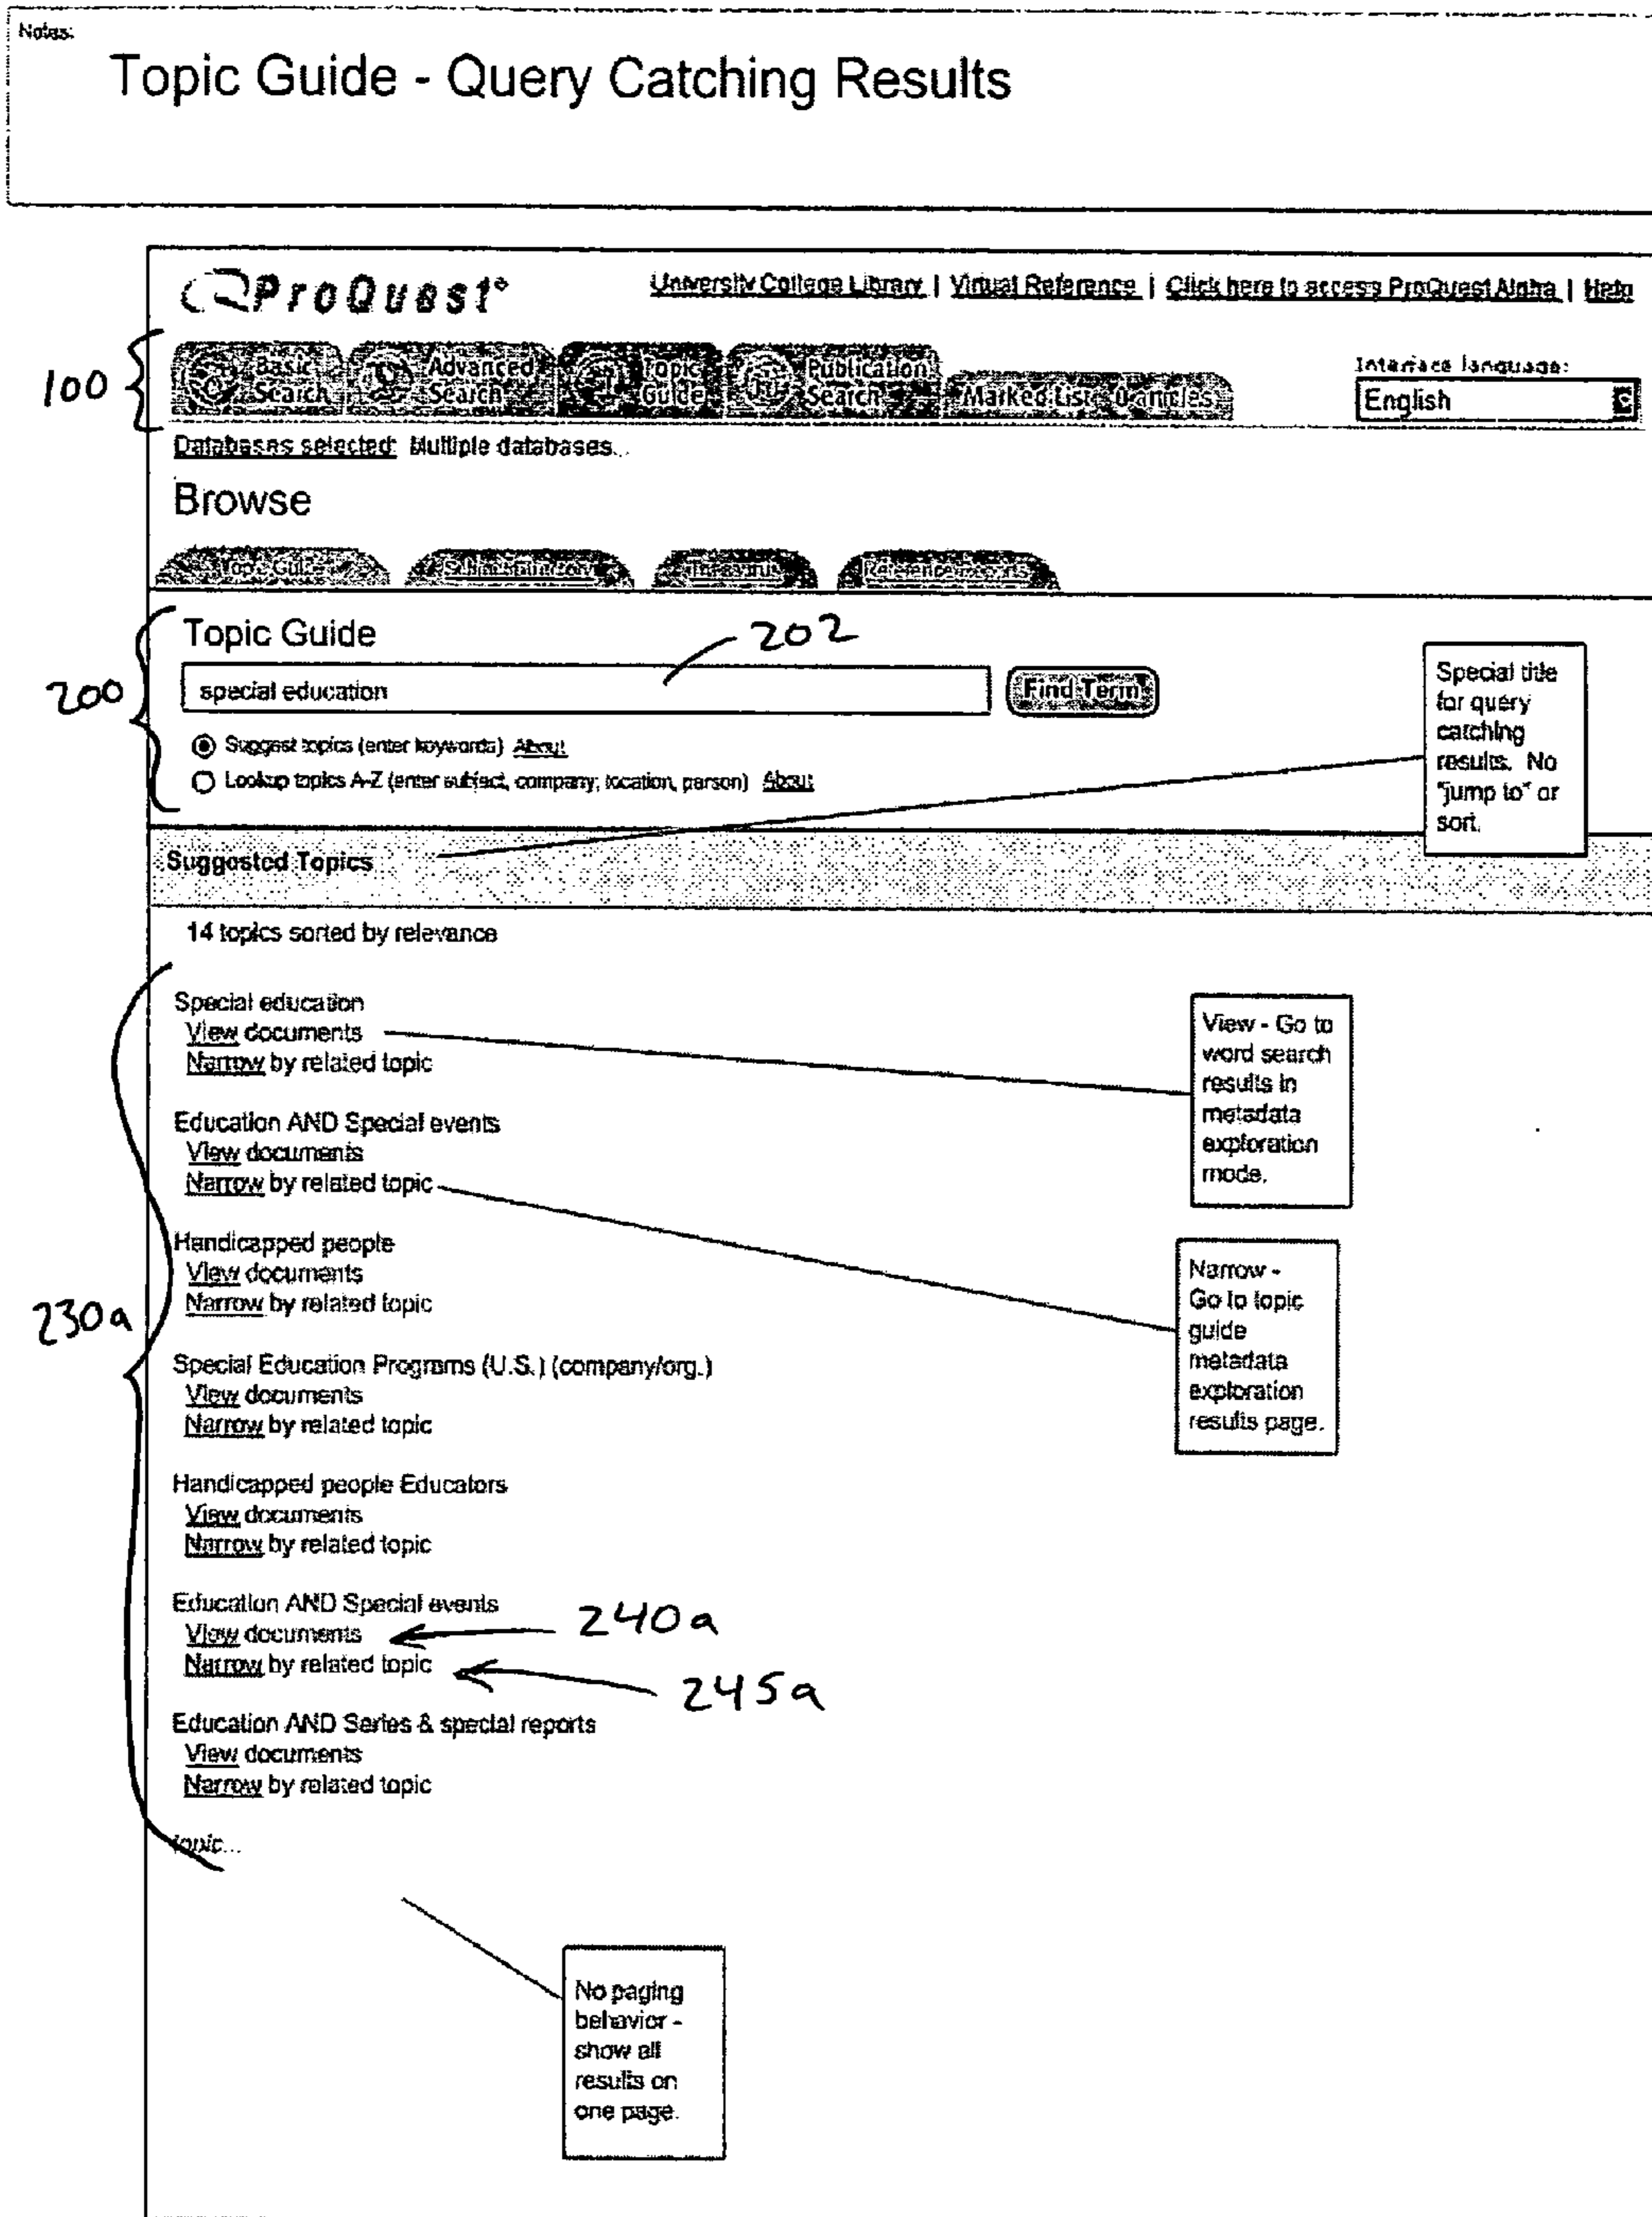 Notes:
Topic Guide - Query Catching Results
ProQuest®
University College Library | Virtual Reference | Click here to access ProQuest Alpha | Help
100
Basic Search
Advanced Search
Topic Guide
Publication Search
Marked List: 0 articles
Interface language:
English
Databases selected: Multiple databases...
Browse
Topic Guide
Topic Guide
202
200
special education
Find Term
Suggest topics (enter keywords) About
Lookup topics A-Z (enter subject, company, location, person) About
Special title
for query
catching
results. No
"jump to" or
sort.
Suggested Topics
14 topics sorted by relevance
Special education
View documents
Narrow by related topic
View - Go to
word search
results in
metadata
exploration
mode.
Education AND Special events
View documents
Narrow by related topic
Handicapped people
View documents
Narrow by related topic
Narrow -
Go to topic
guide
metadata
exploration
results page.
230a
Special Education Programs (U.S.) (company/org.)
View documents
Narrow by related topic
Handicapped people Educators
View documents
Narrow by related topic
Education AND Special events
View documents
240a
Narrow by related topic
245a
Education AND Series & special reports
View documents
Narrow by related topic
topic...
No paging
behavior -
show all
results on
one page.